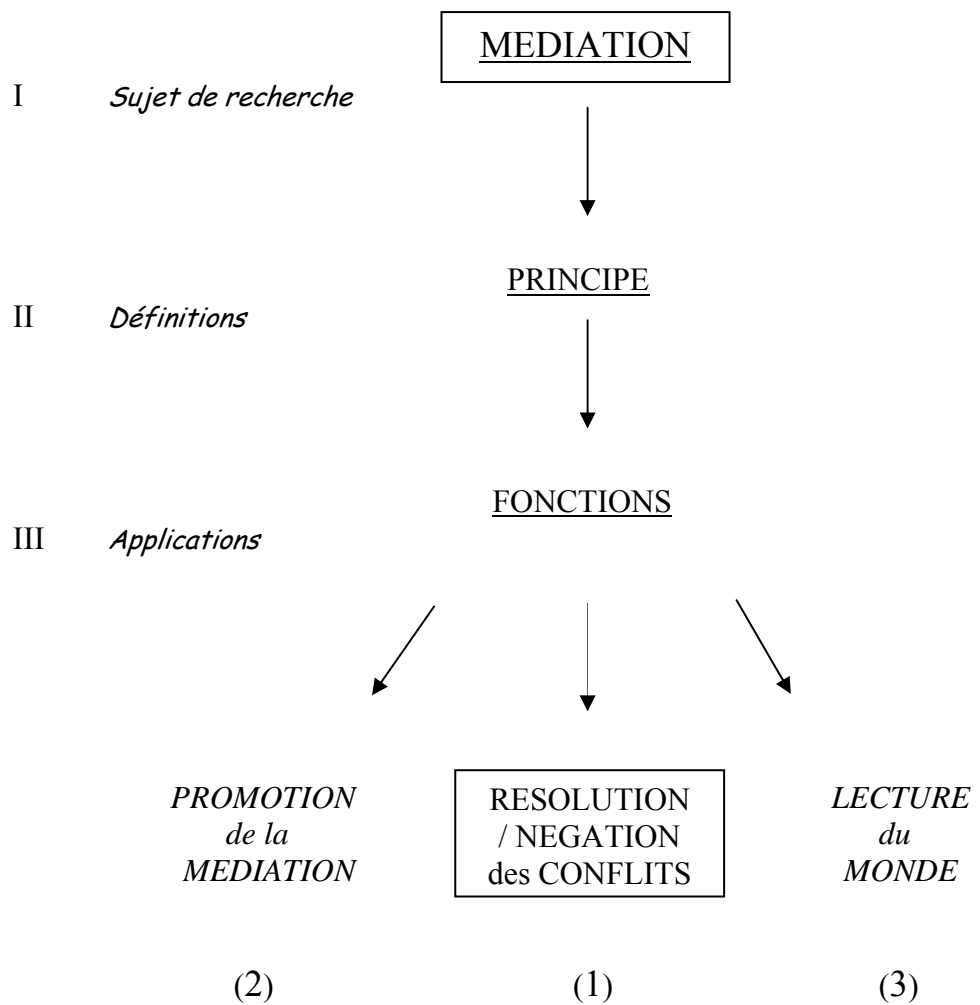 MEDIATION
I Sujet de recherche
PRINCIPE
II Définitions
FONCTIONS
III Applications
PROMOTION
de la
MEDIATION
RESOLUTION
/ NEGATION
des CONFLITS
LECTURE
du
MONDE
(2) (1) (3)